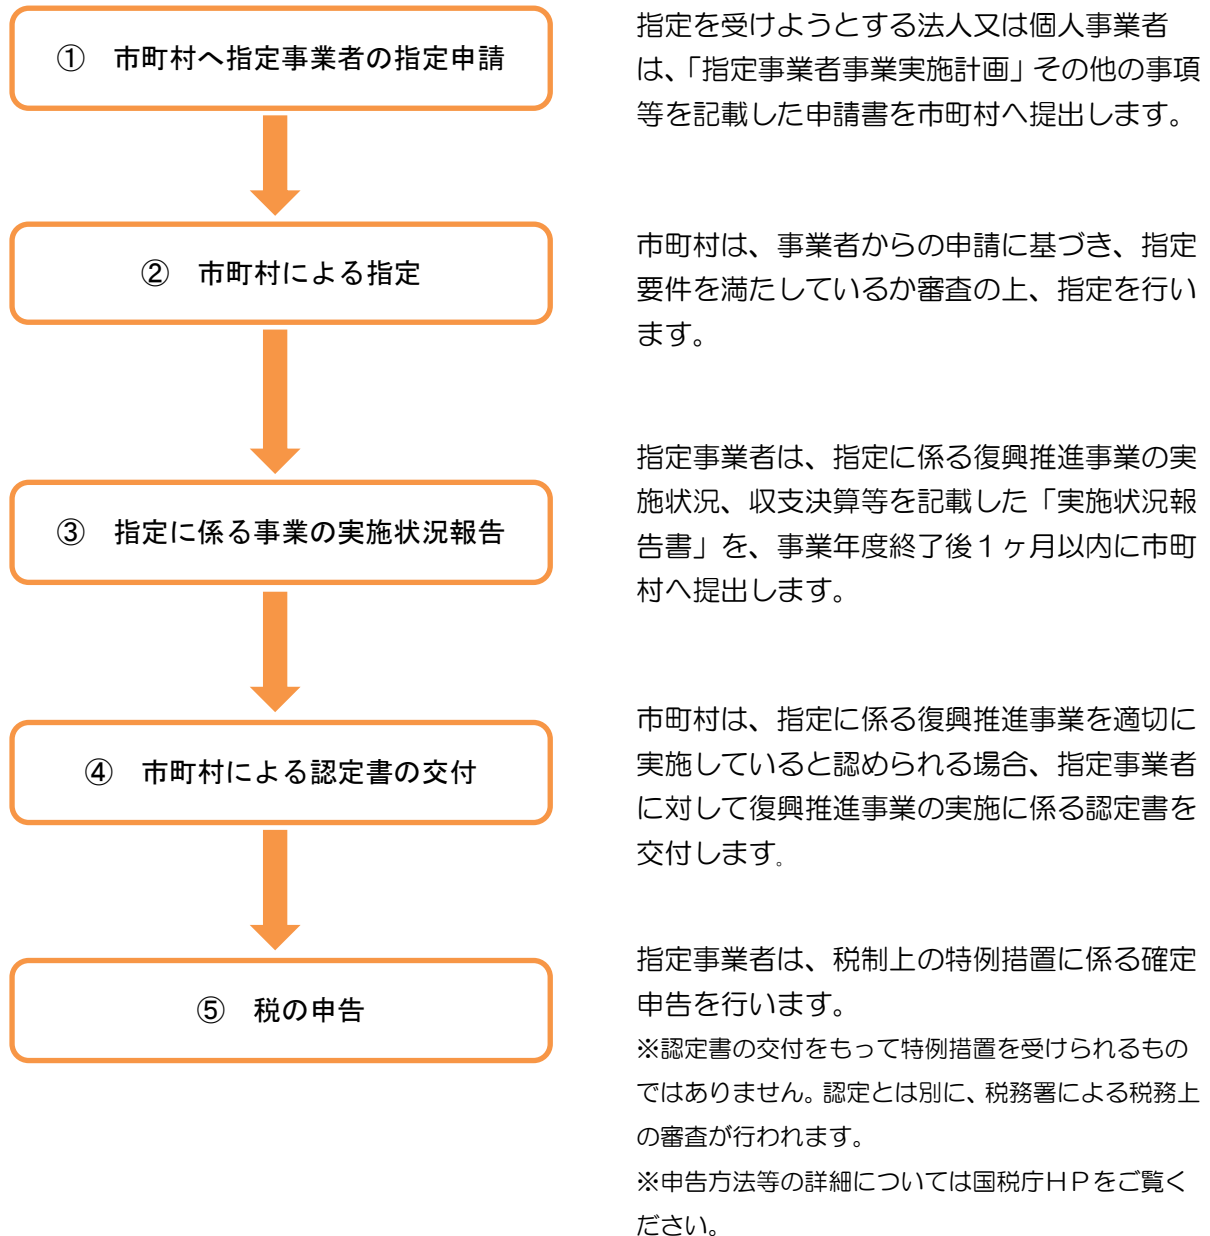 ① 市町村へ指定事業者の指定申請
指定を受けようとする法人又は個人事業者
は、「指定事業者事業実施計画」その他の事項
等を記載した申請書を市町村へ提出します。
② 市町村による指定
市町村は、事業者からの申請に基づき、指定
要件を満たしているか審査の上、指定を行い
ます。
③ 指定に係る事業の実施状況報告
指定事業者は、指定に係る復興推進事業の実
施状況、収支決算等を記載した「実施状況報
告書」を、事業年度終了後１ヶ月以内に市町
村へ提出します。
④ 市町村による認定書の交付
市町村は、指定に係る復興推進事業を適切に
実施していると認められる場合、指定事業者
に対して復興推進事業の実施に係る認定書を
交付します。
⑤ 税の申告
指定事業者は、税制上の特例措置に係る確定
申告を行います。
※認定書の交付をもって特例措置を受けられるもの
ではありません。認定とは別に、税務署による税務上
の審査が行われます。
※申告方法等の詳細については国税庁ＨＰをご覧く
ださい。